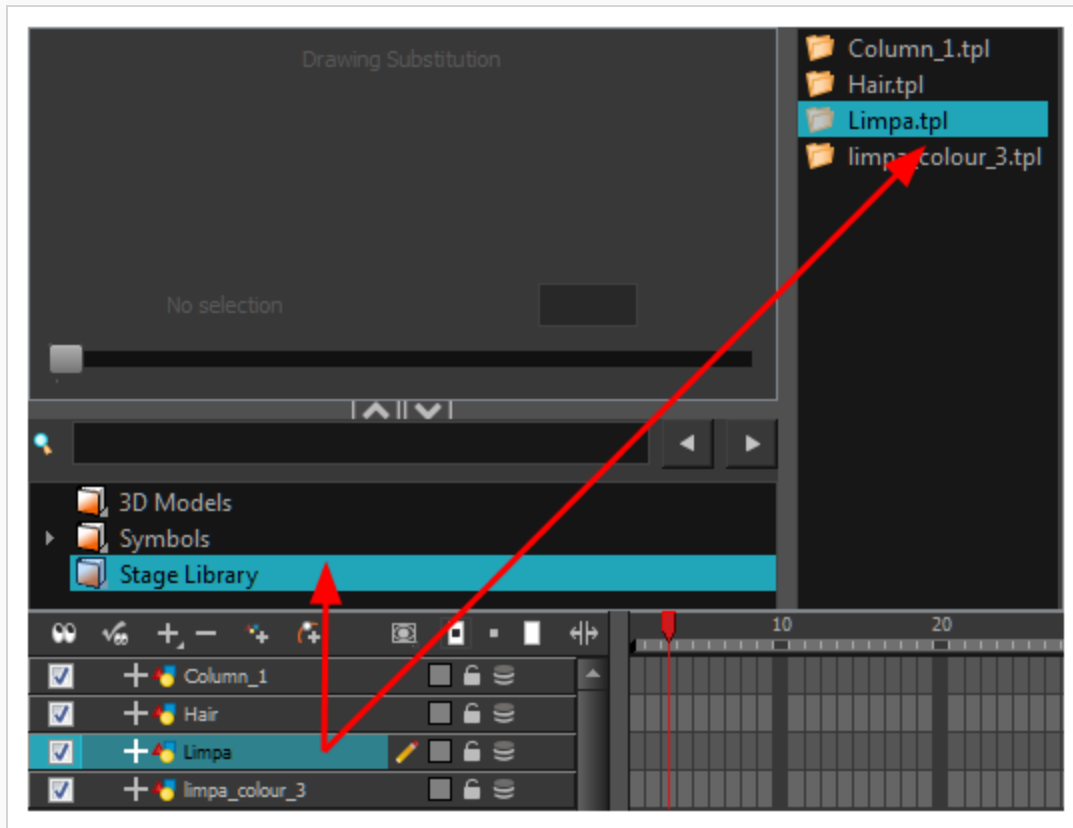 Drawing Substitution
No selection
Column_1.tpl
Hair.tpl
Limpa.tpl
limpa_colour_3.tpl
3D Models
Symbols
Stage Library
10 20
Column_1
Hair
Limpa
limpa_colour_3